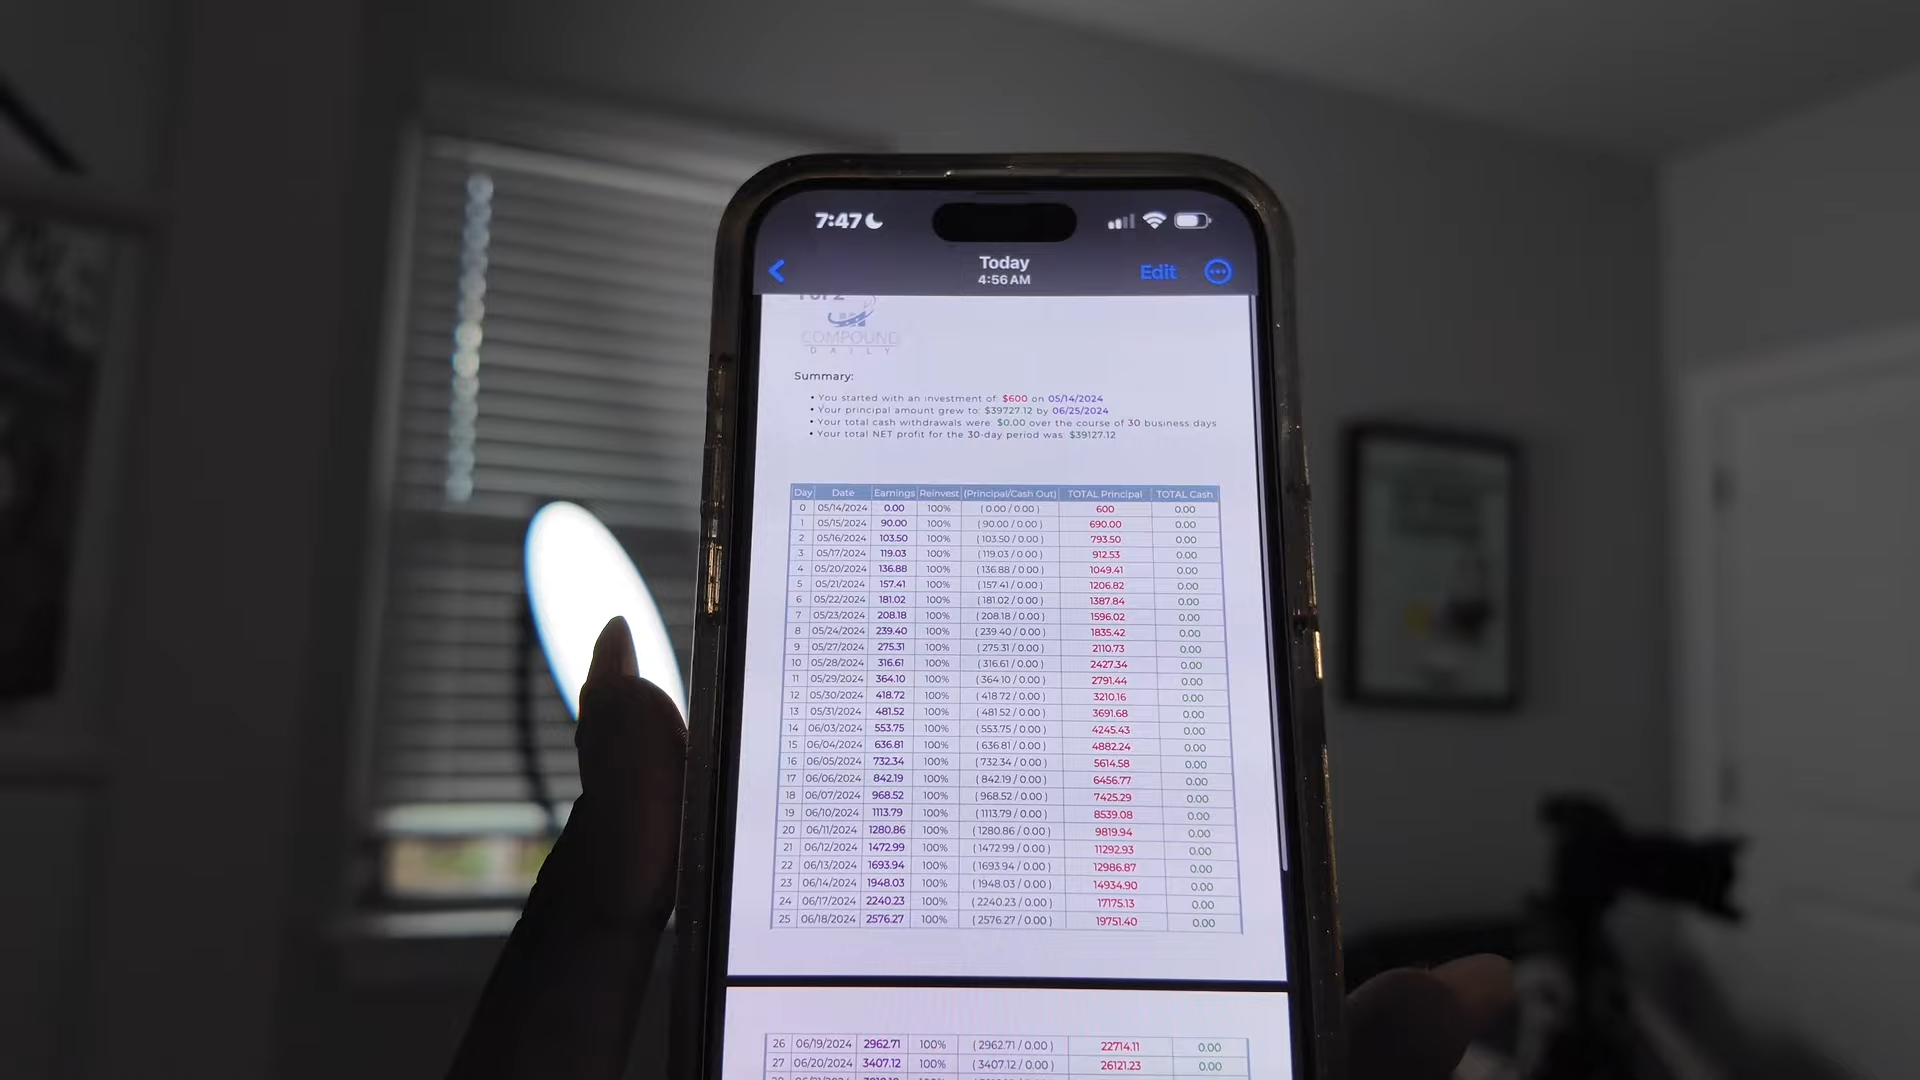 7:47
Today
4:56 AM
Edit
1 of 2
COMPOUND
DAILY
Summary:
• You started with an investment of: $600 on 05/14/2024
• Your principal amount grew to: $39727.12 by 06/25/2024
• Your total cash withdrawals were: $0.00 over the course of 30 business days
• Your total NET profit for the 30-day period was: $39127.12
Day Date Earnings Reinvest (Principal/Cash Out) TOTAL Principal TOTAL Cash
0 05/14/2024 0.00 100% ( 0.00 / 0.00 ) 600 0.00
1 05/15/2024 90.00 100% ( 90.00 / 0.00 ) 690.00 0.00
2 05/16/2024 103.50 100% ( 103.50 / 0.00 ) 793.50 0.00
3 05/17/2024 119.03 100% ( 119.03 / 0.00 ) 912.53 0.00
4 05/20/2024 136.88 100% ( 136.88 / 0.00 ) 1049.41 0.00
5 05/21/2024 157.41 100% ( 157.41 / 0.00 ) 1206.82 0.00
6 05/22/2024 181.02 100% ( 181.02 / 0.00 ) 1387.84 0.00
7 05/23/2024 208.18 100% ( 208.18 / 0.00 ) 1596.02 0.00
8 05/24/2024 239.40 100% ( 239.40 / 0.00 ) 1835.42 0.00
9 05/27/2024 275.31 100% ( 275.31 / 0.00 ) 2110.73 0.00
10 05/28/2024 316.61 100% ( 316.61 / 0.00 ) 2427.34 0.00
11 05/29/2024 364.10 100% ( 364.10 / 0.00 ) 2791.44 0.00
12 05/30/2024 418.72 100% ( 418.72 / 0.00 ) 3210.16 0.00
13 05/31/2024 481.52 100% ( 481.52 / 0.00 ) 3691.68 0.00
14 06/03/2024 553.75 100% ( 553.75 / 0.00 ) 4245.43 0.00
15 06/04/2024 636.81 100% ( 636.81 / 0.00 ) 4882.24 0.00
16 06/05/2024 732.34 100% ( 732.34 / 0.00 ) 5614.58 0.00
17 06/06/2024 842.19 100% ( 842.19 / 0.00 ) 6456.77 0.00
18 06/07/2024 968.52 100% ( 968.52 / 0.00 ) 7425.29 0.00
19 06/10/2024 1113.79 100% ( 1113.79 / 0.00 ) 8539.08 0.00
20 06/11/2024 1280.86 100% ( 1280.86 / 0.00 ) 9819.94 0.00
21 06/12/2024 1472.99 100% ( 1472.99 / 0.00 ) 11292.93 0.00
22 06/13/2024 1693.94 100% ( 1693.94 / 0.00 ) 12986.87 0.00
23 06/14/2024 1948.03 100% ( 1948.03 / 0.00 ) 14934.90 0.00
24 06/17/2024 2240.23 100% ( 2240.23 / 0.00 ) 17175.13 0.00
25 06/18/2024 2576.27 100% ( 2576.27 / 0.00 ) 19751.40 0.00
26 06/19/2024 2962.71 100% ( 2962.71 / 0.00 ) 22714.11 0.00
27 06/20/2024 3407.12 100% ( 3407.12 / 0.00 ) 26121.23 0.00